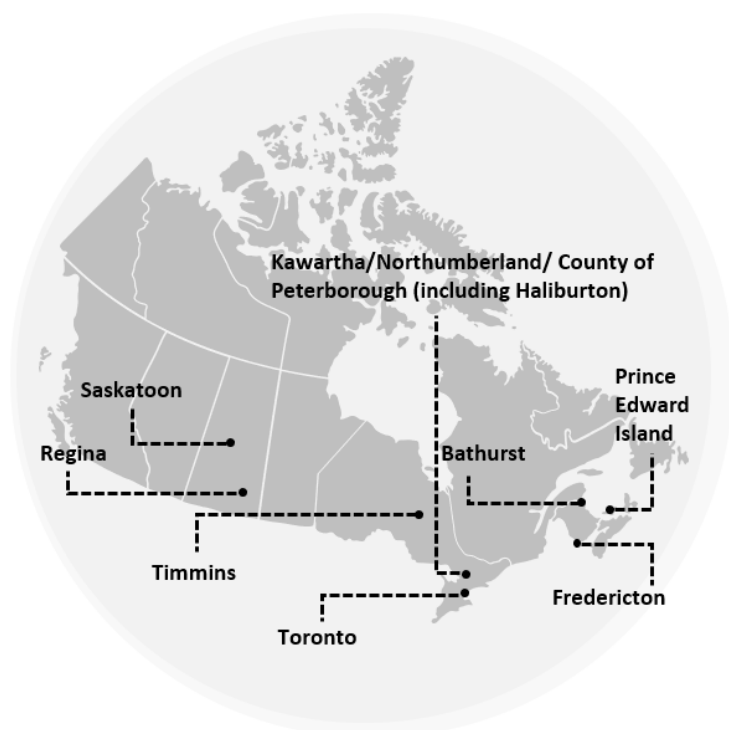 Kawartha/Northumberland/ County of
Peterborough (including Haliburton)
Saskatoon
Prince
Edward
Island
Regina
Bathurst
Timmins
Fredericton
Toronto